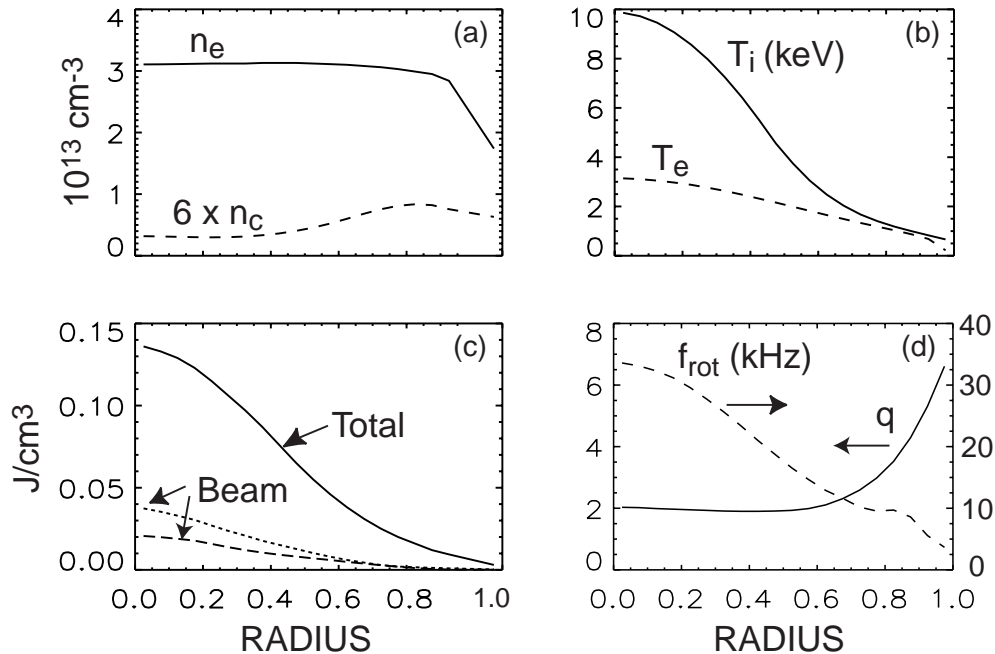 4
3
2
1
0
10¹³ cm-3
(a)
nₑ
6 x n_c
10
8
6
4
2
0
(b)
Tᵢ (keV)
Tₑ
0.15
0.10
0.05
0.00
J/cm³
(c)
Total
Beam
0.0 0.2 0.4 0.6 0.8 1.0
RADIUS
8
6
4
2
0
40
30
20
10
0
f_rot (kHz)
(d)
q
0.0 0.2 0.4 0.6 0.8 1.0
RADIUS